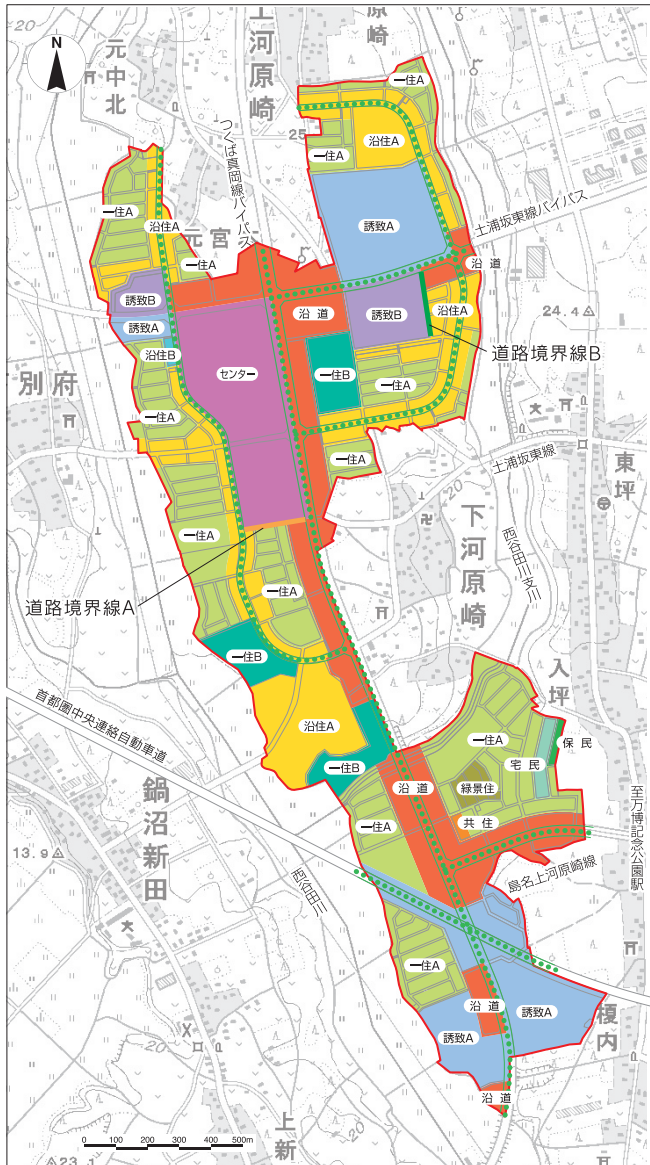 N
20
元中北
上河原崎
原崎
一住A
つくば真岡線バイパス
25
沿住A
一住A
一住A
沿住A
元宮
一住A
誘致A
土浦坂東線バイパス
沿道
誘致B
誘致A
沿住B
沿道
誘致B
沿住A
24.4
道路境界線B
別府
センター
一住B
一住A
一住A
一住A
土浦坂東線
20
東坪
下河原崎
西谷田川支川
一住A
一住A
道路境界線A
一住B
入坪
首都圏中央連絡自動車道
沿住A
一住A
保民
宅民
一住B
沿道
緑景住
鍋沼新田
一住A
共住
至万博記念公園駅
13.9
島名上河原崎線
西谷田川
一住A
沿道
誘致A
誘致A
榎内
20
沿道
上新
20
0 100 200 300 400 500m
23.1